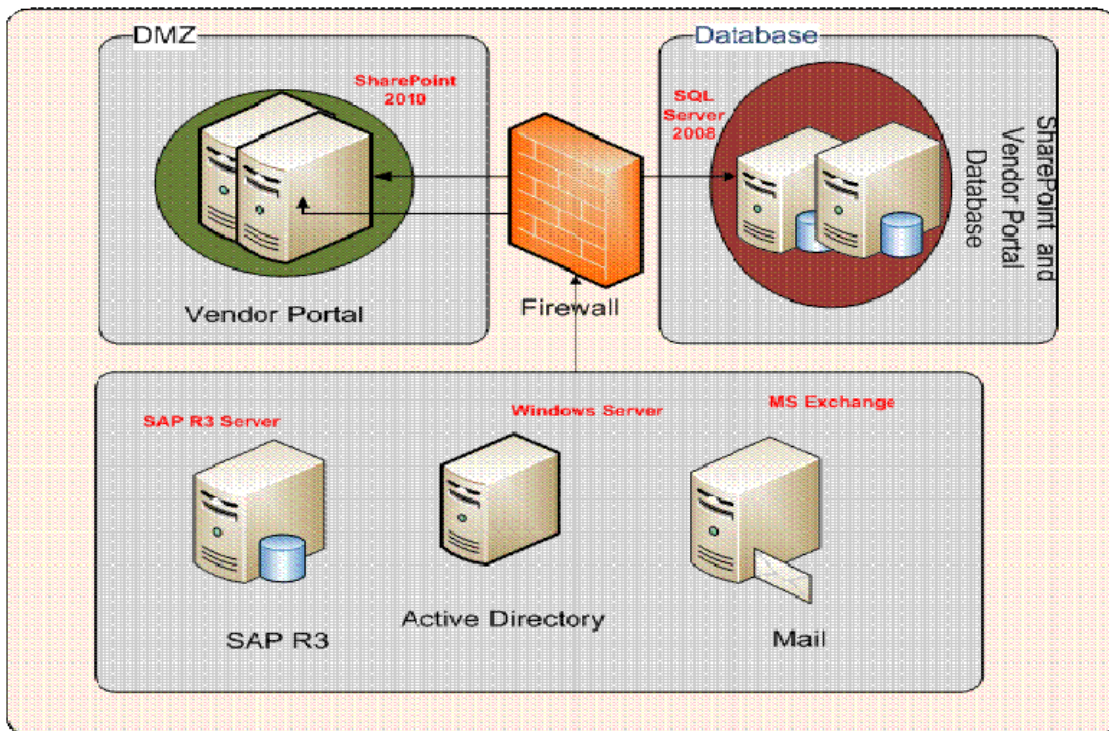 DMZ
SharePoint
2010
Vendor Portal
Firewall
Database
SQL
Server
2008
SharePoint and
Vendor Portal
Database
SAP R3 Server
Windows Server
MS Exchange
SAP R3
Active Directory
Mail